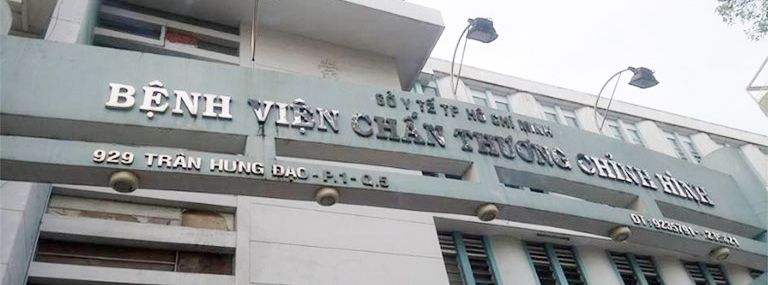 SỞ Y TẾ TP HỒ CHÍ MINH
BỆNH VIỆN CHẤN THƯƠNG CHỈNH HÌNH
929 TRẦN HƯNG ĐẠO-P.1-Q.5